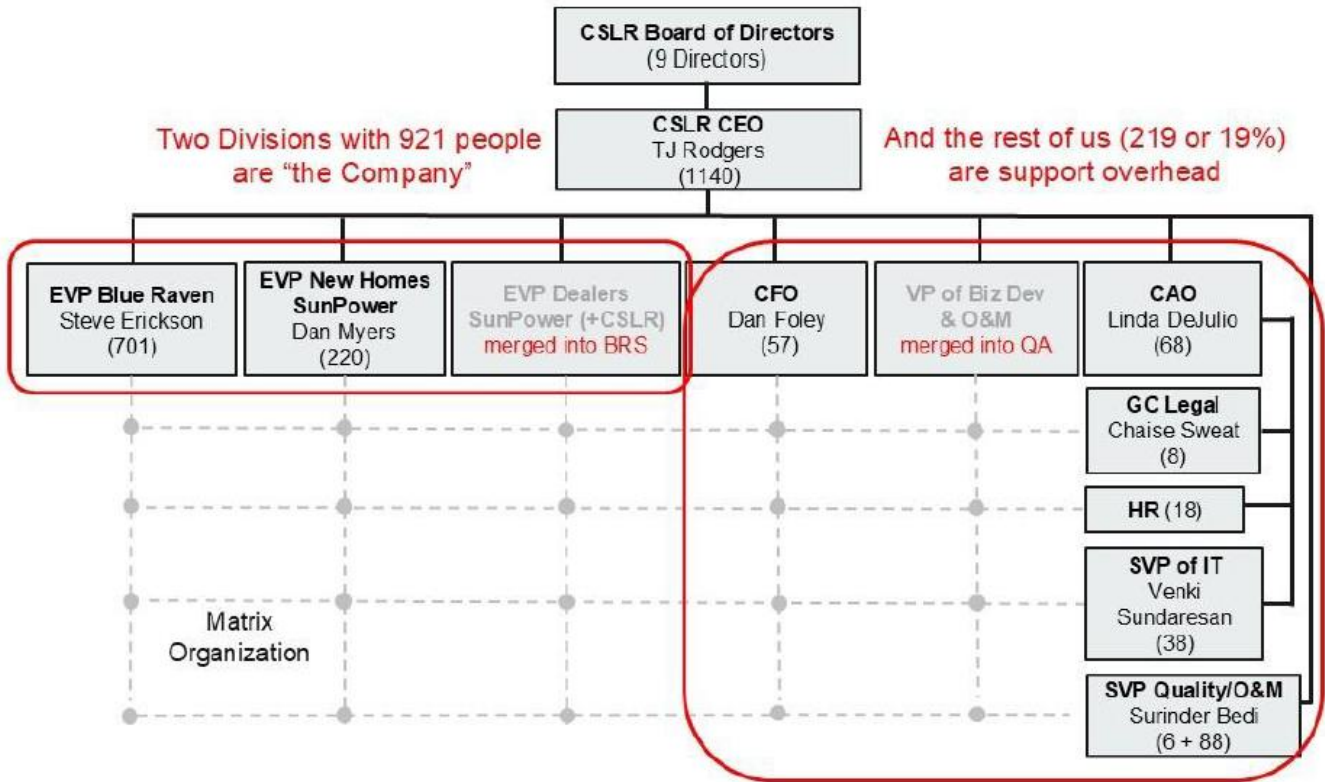 CSLR Board of Directors
(9 Directors)
Two Divisions with 921 people
are “the Company”
CSLR CEO
TJ Rodgers
(1140)
And the rest of us (219 or 19%)
are support overhead
EVP Blue Raven
Steve Erickson
(701)
EVP New Homes
SunPower
Dan Myers
(220)
EVP Dealers
SunPower (+CSLR)
merged into BRS
CFO
Dan Foley
(57)
VP of Biz Dev
& O&M
merged into QA
CAO
Linda DeJulio
(68)
GC Legal
Chaise Sweat
(8)
HR (18)
SVP of IT
Venki
Sundaresan
(38)
Matrix
Organization
SVP Quality/O&M
Surinder Bedi
(6 + 88)